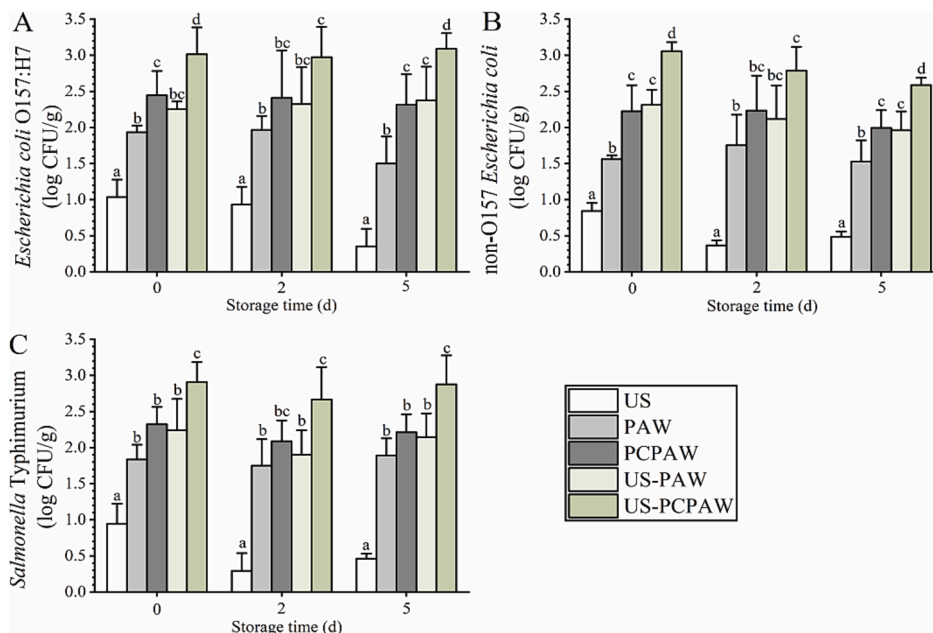 A
Escherichia coli O157:H7
(log CFU/g)
3.5
3.0
2.5
2.0
1.5
1.0
0.5
0.0
a
b
c
bc
d
a
b
bc
bc
c
a
b
c
c
d
0
2
5
Storage time (d)
B
non-O157 Escherichia coli
(log CFU/g)
3.5
3.0
2.5
2.0
1.5
1.0
0.5
0.0
a
b
c
c
d
a
b
bc
bc
c
a
b
c
c
d
0
2
5
Storage time (d)
C
Salmonella Typhimurium
(log CFU/g)
3.5
3.0
2.5
2.0
1.5
1.0
0.5
0.0
a
b
b
b
c
a
b
bc
b
c
a
b
b
b
c
0
2
5
Storage time (d)
US
PAW
PCPAW
US-PAW
US-PCPAW